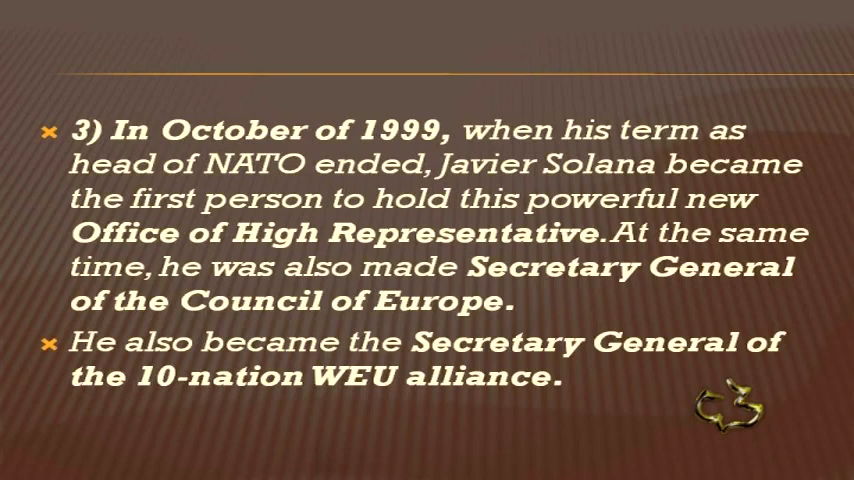 3) In October of 1999, when his term as
head of NATO ended, Javier Solana became
the first person to hold this powerful new
Office of High Representative. At the same
time, he was also made Secretary General
of the Council of Europe.
He also became the Secretary General of
the 10-nation WEU alliance.